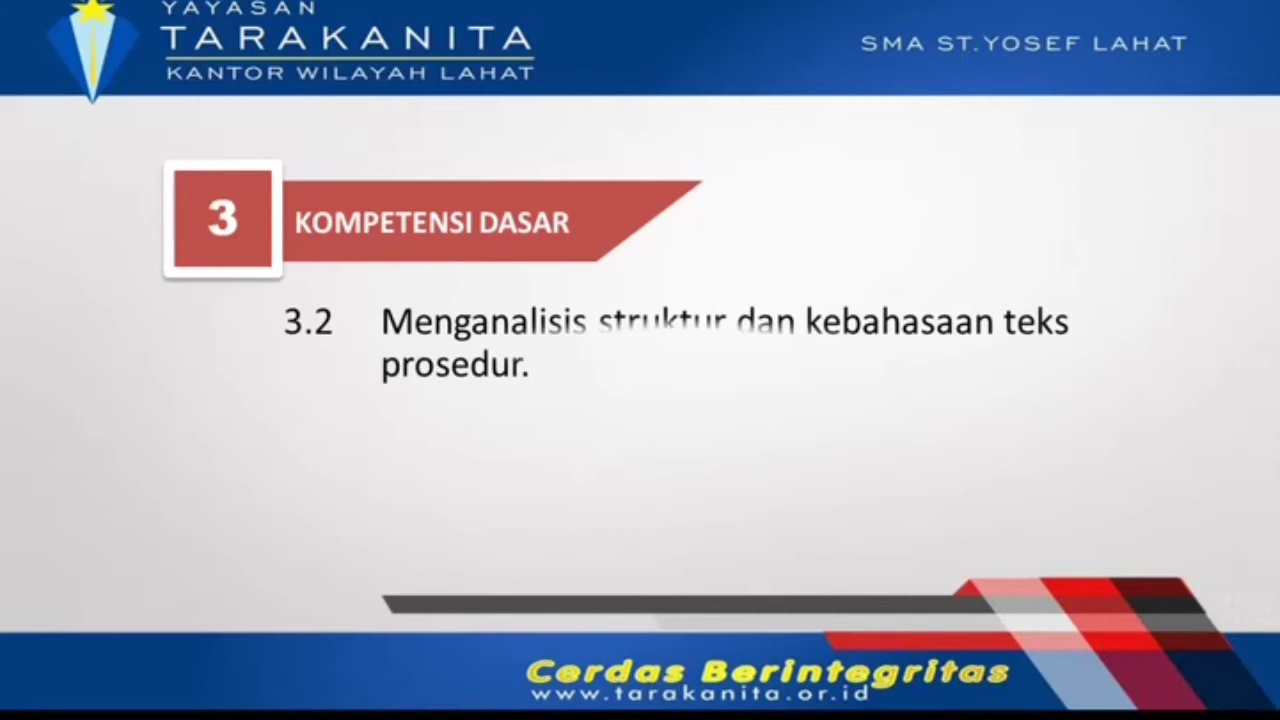 YAYASAN
TARAKANITA
KANTOR WILAYAH LAHAT
SMA ST.YOSEF LAHAT
3
KOMPETENSI DASAR
3.2 Menganalisis struktur dan kebahasaan teks
prosedur.
Cerdas Berintegritas
www.tarakanita.or.id